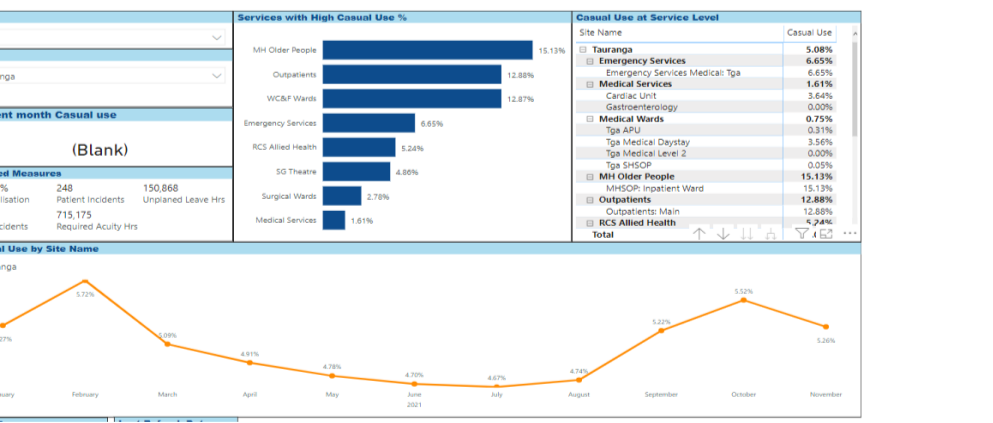 Services with High Casual Use %
MH Older People 15.13%
Outpatients 12.88%
WC&F Wards 12.87%
Emergency Services 6.65%
RCS Allied Health 5.24%
SG Theatre 4.86%
Surgical Wards 2.78%
Medical Services 1.61%
Casual Use at Service Level
Site Name Casual Use
Tauranga 5.08%
Emergency Services 6.65%
Emergency Services Medical: Tga 6.65%
Medical Services 1.61%
Cardiac Unit 3.64%
Gastroenterology 0.00%
Medical Wards 0.75%
Tga APU 0.31%
Tga Medical Daystay 3.56%
Tga Medical Level 2 0.00%
Tga SHSOP 0.05%
MH Older People 15.13%
MHSOP: Inpatient Ward 15.13%
Outpatients 12.88%
Outpatients: Main 12.88%
RCS Allied Health 5.24%
Total
nga
nt month Casual use
(Blank)
ed Measures
% 248 150,868
lisation Patient Incidents Unplaned Leave Hrs
715,175
cidents Required Acuity Hrs
l Use by Site Name
nga
27% 5.72% 5.09% 4.91% 4.78% 4.70% 4.67% 4.74% 5.22% 5.52% 5.26%
uary February March April May June July August September October November
2021